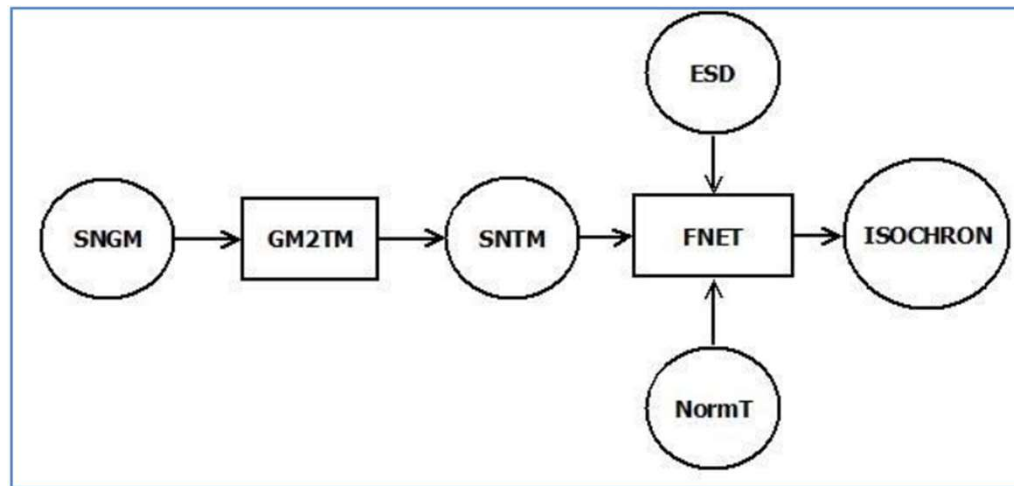 ESD
SNGM
GM2TM
SNTM
FNET
ISOCHRON
NormT